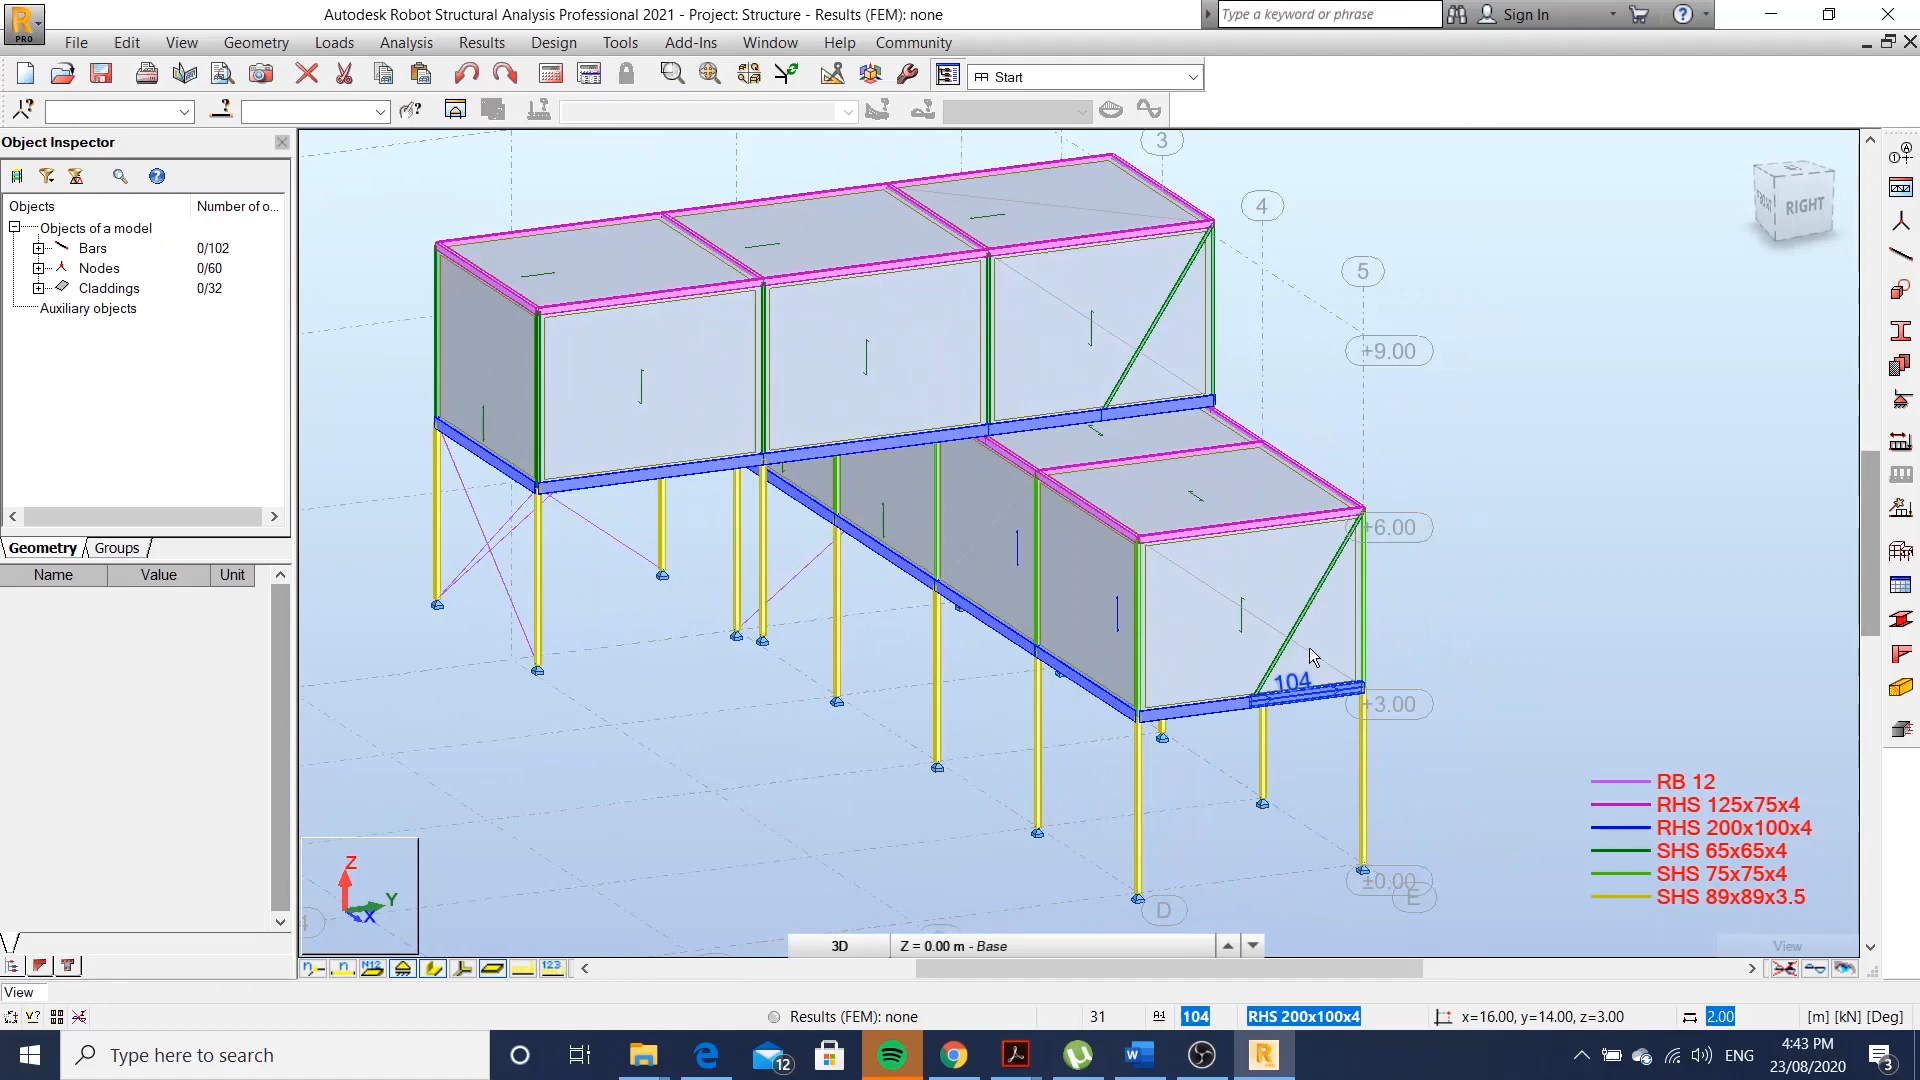 Autodesk Robot Structural Analysis Professional 2021 - Project: Structure - Results (FEM): none
Type a keyword or phrase
Sign In
PRO
File Edit View Geometry Loads Analysis Results Design Tools Add-Ins Window Help Community
Start
Object Inspector
Objects Number of o...
Objects of a model
Bars 0/102
Nodes 0/60
Claddings 0/32
Auxiliary objects
Geometry Groups
Name Value Unit
3
4
5
RIGHT
+9.00
+6.00
104
+3.00
±0.00
D
E
RB 12
RHS 125x75x4
RHS 200x100x4
SHS 65x65x4
SHS 75x75x4
SHS 89x89x3.5
Z
Y
X
3D Z = 0.00 m - Base
View
View
Results (FEM): none 31 104 RHS 200x100x4 x=16.00, y=14.00, z=3.00 2.00 [m] [kN] [Deg]
Type here to search
12
ENG
4:43 PM
23/08/2020
3